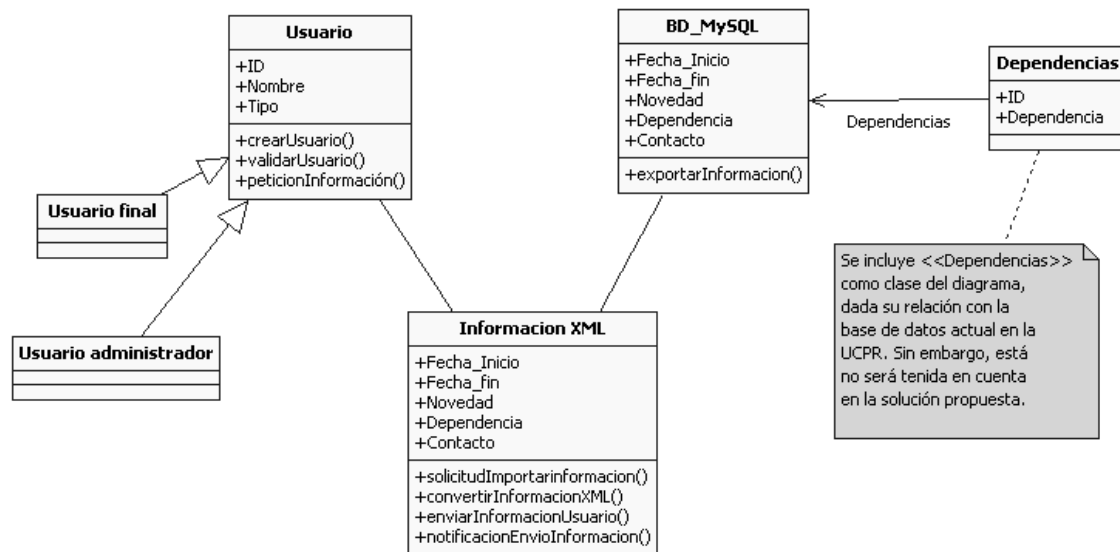 Usuario
+ID
+Nombre
+Tipo
+crearUsuario()
+validarUsuario()
+peticionInformación()
Usuario final
Usuario administrador
BD_MySQL
+Fecha_Inicio
+Fecha_fin
+Novedad
+Dependencia
+Contacto
+exportarInformacion()
Dependencias
Dependencias
+ID
+Dependencia
Se incluye <<Dependencias>>
como clase del diagrama,
dada su relación con la
base de datos actual en la
UCPR. Sin embargo, está
no será tenida en cuenta
en la solución propuesta.
Informacion XML
+Fecha_Inicio
+Fecha_fin
+Novedad
+Dependencia
+Contacto
+solicitudImportarinformacion()
+convertirInformacionXML()
+enviarInformacionUsuario()
+notificacionEnvioInformacion()